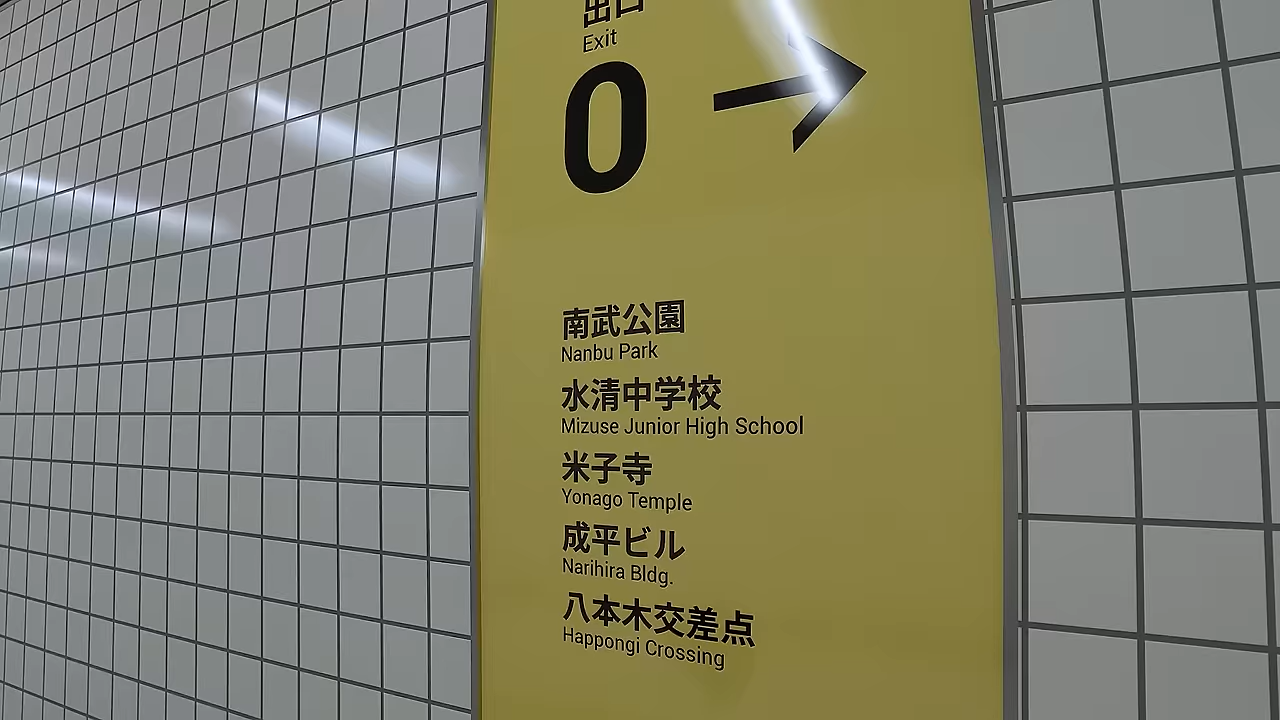 出口
Exit
0
南武公園
Nanbu Park
水清中学校
Mizuse Junior High School
米子寺
Yonago Temple
成平ビル
Narihira Bldg.
八本木交差点
Happongi Crossing